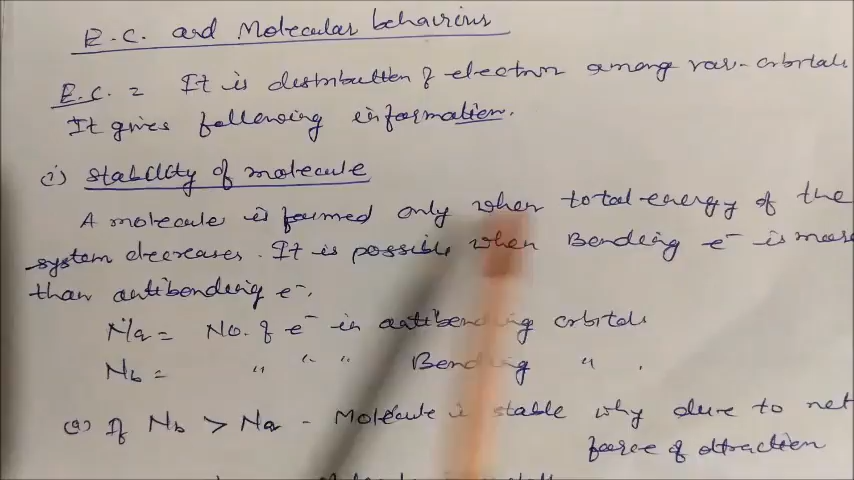 E.C. and Molecular behaviour
E.C. = It is distribution of electron among var. orbitals
It gives following information.
(i) Stability of molecule
A molecule is formed only when total energy of the
system decreases. It is possible when Bonding e⁻ is more
than antibonding e⁻.
Na = No. of e⁻ in antibonding orbitals
Nb = " " " Bonding " .
(a) If Nb > Na - Molecule is stable why due to net
force of attraction